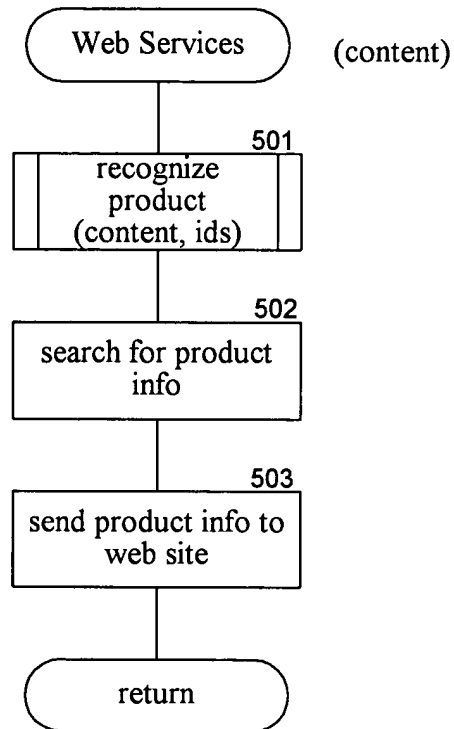 Web Services
(content)
501
recognize
product
(content, ids)
502
search for product
info
503
send product info to
web site
return